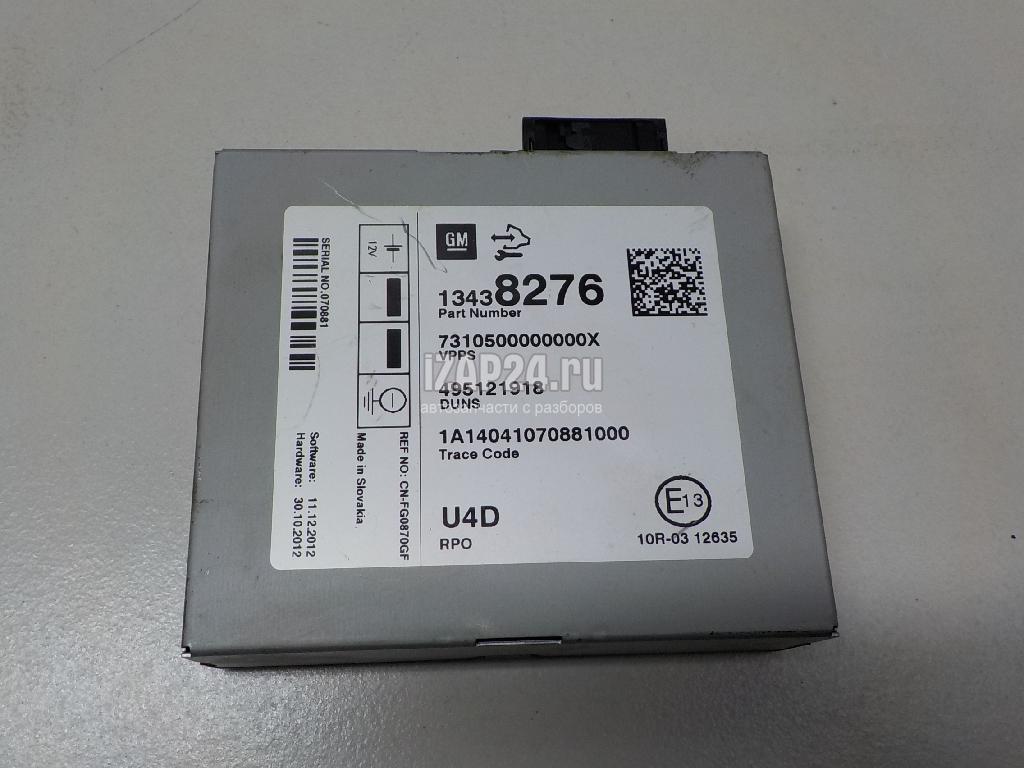 GM
13438276
Part Number
7310500000000X
VPPS
495121918
DUNS
1A14041070881000
Trace Code
U4D
RPO
E13
10R-03 12635
12V
SERIAL NO. 070881
REF NO: CN-FG0870GF
Made in Slovakia
Software: 11.12.2012
Hardware: 30.10.2012
iZAP24.ru
автозапчасти с разборов